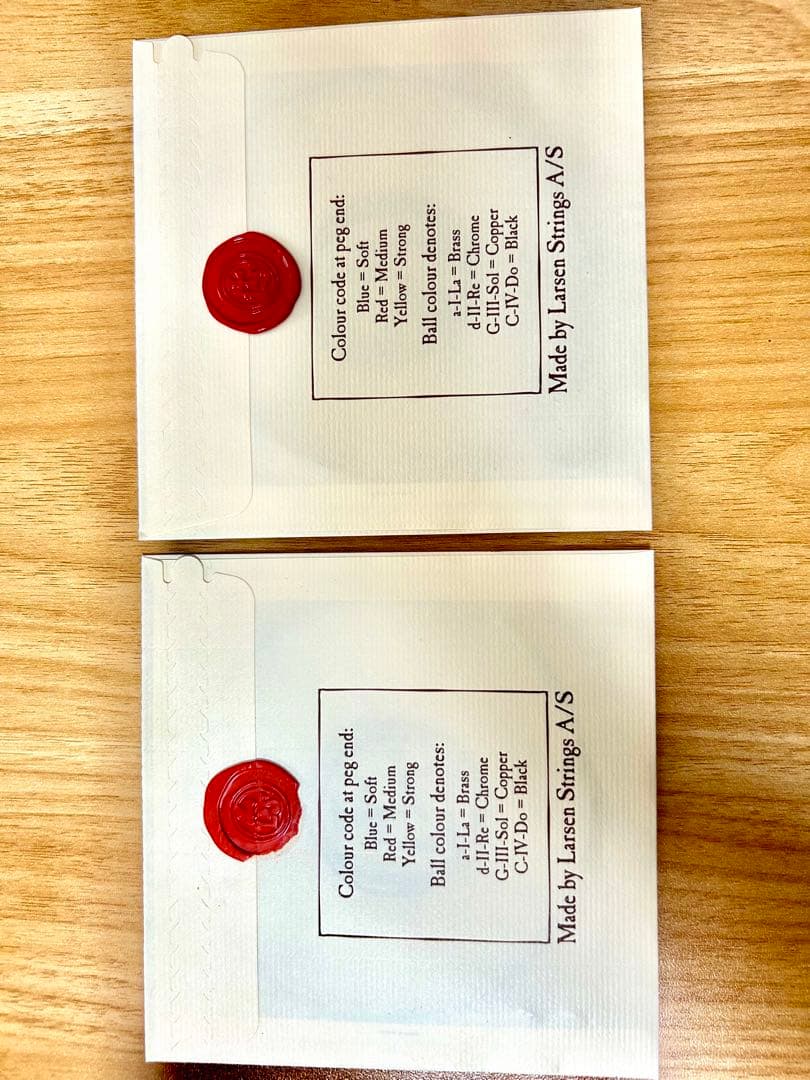 Colour code at peg end:
Blue = Soft
Red = Medium
Yellow = Strong
Ball colour denotes:
a-I-La = Brass
d-II-Re = Chrome
G-III-Sol = Copper
C-IV-Do = Black
Made by Larsen Strings A/S
Colour code at peg end:
Blue = Soft
Red = Medium
Yellow = Strong
Ball colour denotes:
a-I-La = Brass
d-II-Re = Chrome
G-III-Sol = Copper
C-IV-Do = Black
Made by Larsen Strings A/S